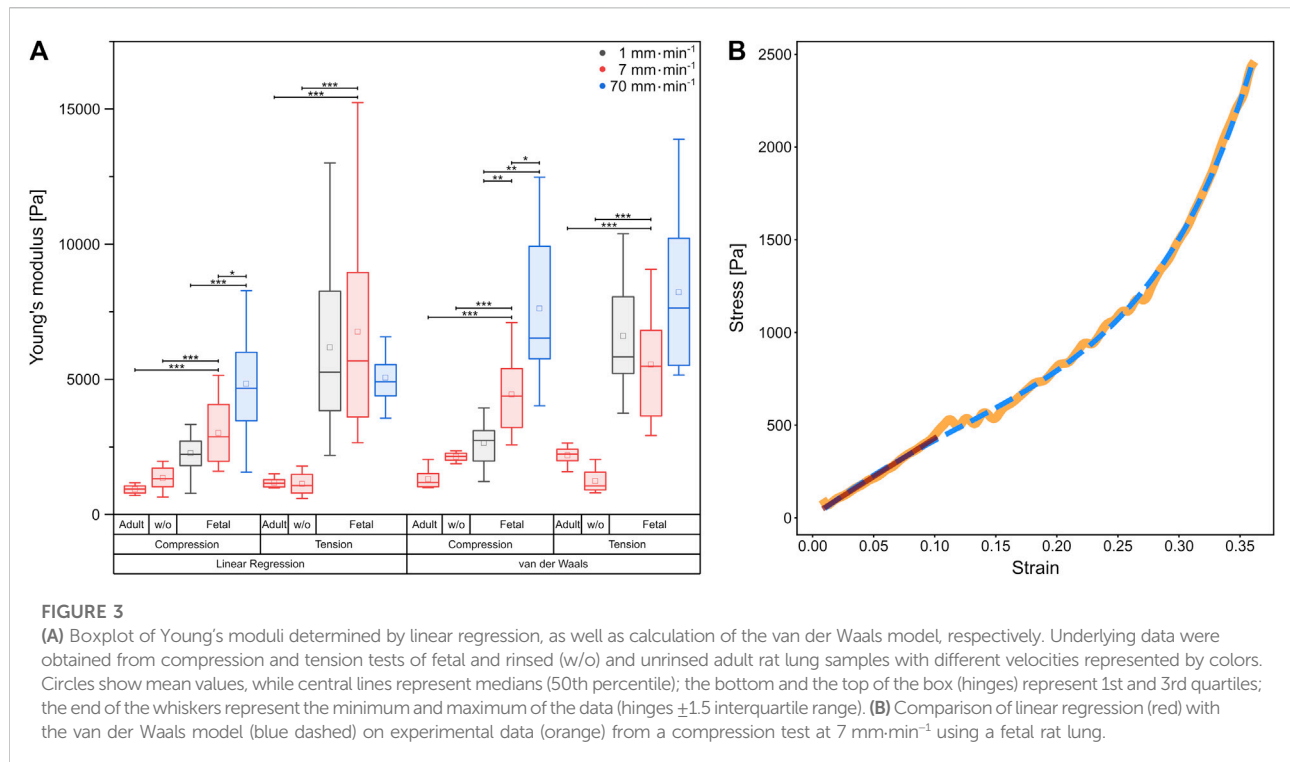 A
1 mm·min⁻¹
7 mm·min⁻¹
70 mm·min⁻¹
Young's modulus [Pa]
15000
10000
5000
0
***
***
***
***
***
*
***
***
**
**
*
***
***
Adult w/o Fetal Adult w/o Fetal Adult w/o Fetal Adult w/o Fetal
Compression Tension Compression Tension
Linear Regression van der Waals
B
Stress [Pa]
2500
2000
1500
1000
500
0
0.00 0.05 0.10 0.15 0.20 0.25 0.30 0.35
Strain
FIGURE 3
(A) Boxplot of Young's moduli determined by linear regression, as well as calculation of the van der Waals model, respectively. Underlying data were
obtained from compression and tension tests of fetal and rinsed (w/o) and unrinsed adult rat lung samples with different velocities represented by colors.
Circles show mean values, while central lines represent medians (50th percentile); the bottom and the top of the box (hinges) represent 1st and 3rd quartiles;
the end of the whiskers represent the minimum and maximum of the data (hinges ±1.5 interquartile range). (B) Comparison of linear regression (red) with
the van der Waals model (blue dashed) on experimental data (orange) from a compression test at 7 mm·min⁻¹ using a fetal rat lung.